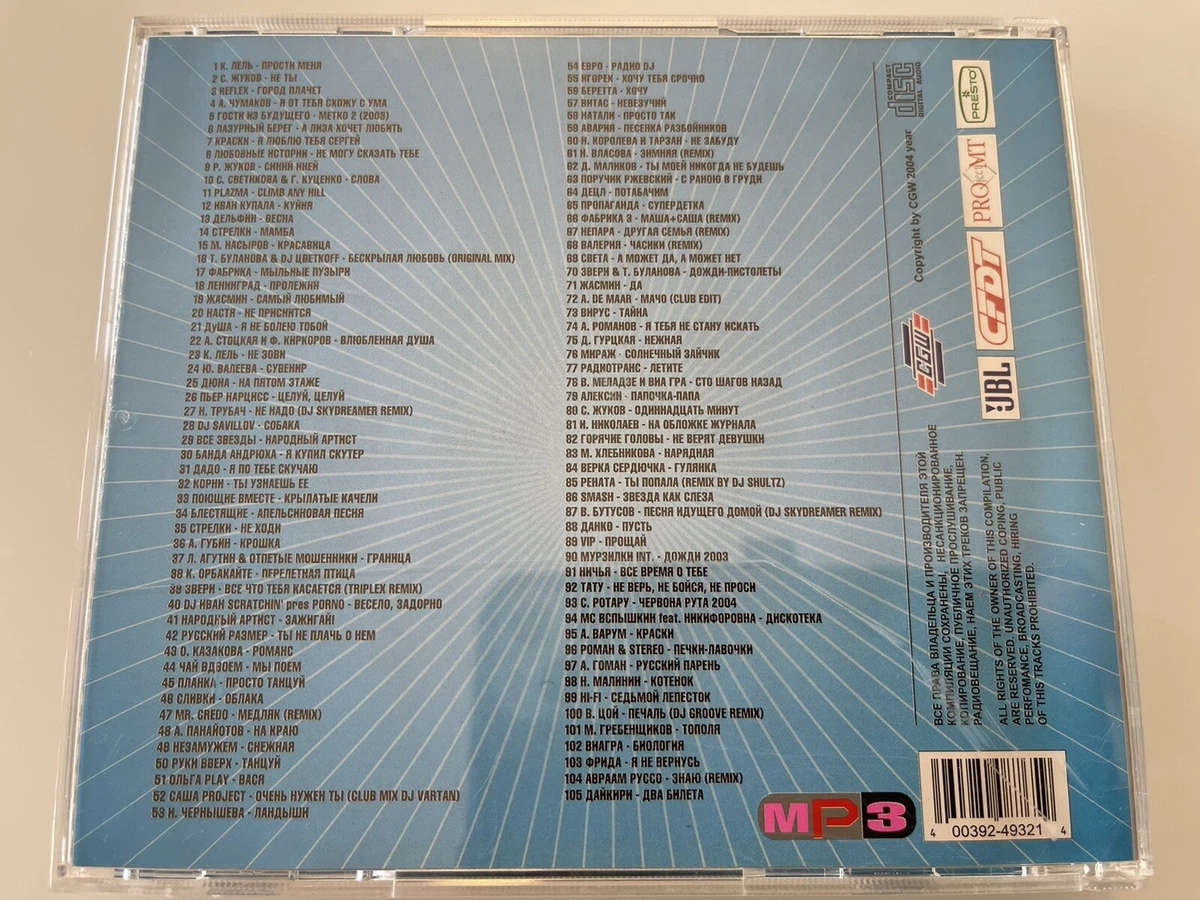 1 К. ЛЕЛЬ - ПРОСТИ МЕНЯ
2 С. ЖУКОВ - НЕ ТЫ
3 REFLEX - ГОРОД ПЛАЧЕТ
4 А. ЧУМАКОВ - Я ОТ ТЕБЯ СХОЖУ С УМА
5 ГОСТИ ИЗ БУДУЩЕГО - МЕТКО 2 (2003)
6 ЛАЗУРНЫЙ БЕРЕГ - А ЛИЗА ХОЧЕТ ЛЮБИТЬ
7 КРАСКИ - Я ЛЮБЛЮ ТЕБЯ СЕРГЕЙ
8 ЛЮБОВНЫЕ ИСТОРИИ - НЕ МОГУ СКАЗАТЬ ТЕБЕ
9 Р. ЖУКОВ - СИНИЙ ИНЕЙ
10 С. СВЕТИКОВА & Г. КУЦЕНКО - СЛОВА
11 PLAZMA - CLIMB ANY HILL
12 ИВАН КУПАЛА - КУЙНЯ
13 ДЕЛЬФИН - ВЕСНА
14 СТРЕЛКИ - МАМБА
15 М. НАСЫРОВ - КРАСАВИЦА
16 Т. БУЛАНОВА & DJ ЦВЕТКОFF - БЕСКРЫЛАЯ ЛЮБОВЬ (ORIGINAL MIX)
17 ФАБРИКА - МЫЛЬНЫЕ ПУЗЫРИ
18 ЛЕНИНГРАД - ПРОЛЕЖНИ
19 ЖАСМИН - САМЫЙ ЛЮБИМЫЙ
20 НАСТЯ - НЕ ПРИСНИТСЯ
21 ДуША - Я НЕ БОЛЕЮ ТОБОЙ
22 А. СТОЦКАЯ И Ф. КИРКОРОВ - ВЛЮБЛЕННАЯ ДУША
23 К. ЛЕЛЬ - НЕ ЗОВИ
24 Ю. ВАЛЕЕВА - СУВЕНИР
25 ДЮНА - НА ПЯТОМ ЭТАЖЕ
26 ПЬЕР НАРЦИСС - ЦЕЛУЙ, ЦЕЛУЙ
27 Н. ТРУБАЧ - НЕ НАДО (DJ SKYDREAMER REMIX)
28 DJ SAVILLOV - СОБАКА
29 ВСЕ ЗВЕЗДЫ - НАРОДНЫЙ АРТИСТ
30 БАНДА АНДРЮХА - Я КУПИЛ СКУТЕР
31 ДАДО - Я ПО ТЕБЕ СКУЧАЮ
32 КОРНИ - ТЫ УЗНАЕШЬ ЕЕ
33 ПОЮЩИЕ ВМЕСТЕ - КРЫЛАТЫЕ КАЧЕЛИ
34 БЛЕСТЯЩИЕ - АПЕЛЬСИНОВАЯ ПЕСНЯ
35 СТРЕЛКИ - НЕ ХОДИ
36 А. ГУБИН - КРОШКА
37 Л. АГУТИН & ОТПЕТЫЕ МОШЕННИКИ - ГРАНИЦА
38 К. ОРБАКАЙТЕ - ПЕРЕЛЕТНАЯ ПТИЦА
39 ЗВЕРИ - ВСЕ ЧТО ТЕБЯ КАСАЕТСЯ (TRIPLEX REMIX)
40 DJ ИВАН SCRATCHIN' pres PORNO - ВЕСЕЛО, ЗАДОРНО
41 НАРОДНЫЙ АРТИСТ - ЗАЖИГАЙ!
42 РУССКИЙ РАЗМЕР - ТЫ НЕ ПЛАЧЬ О НЕМ
43 О. КАЗАКОВА - РОМАНС
44 ЧАЙ ВДВОЕМ - МЫ ПОЕМ
45 ПЛАНКА - ПРОСТО ТАНЦУЙ
46 СЛИВКИ - ОБЛАКА
47 MR. CREDO - МЕДЛЯК (REMIX)
48 А. ПАНАЙОТОВ - НА КРАЮ
49 НЕЗАМУЖЕМ - СНЕЖНАЯ
50 РУКИ ВВЕРХ - ТАНЦУЙ
51 ОЛЬГА PLAY - ВАСЯ
52 САША PROJECT - ОЧЕНЬ НУЖЕН ТЫ (CLUB MIX DJ VARTAN)
53 И. ЧЕРНЫШЕВА - ЛАНДЫШИ
54 ЕВРО - РАДИО DJ
55 ИГОРЕК - ХОЧУ ТЕБЯ СРОЧНО
56 БЕРЕТТА - ХОЧУ
57 ВИТАС - НЕВЕЗУЧИЙ
58 НАТАЛИ - ПРОСТО ТАК
59 АВАРИЯ - ПЕСЕНКА РАЗБОЙНИКОВ
60 Н. КОРОЛЕВА И ТАРЗАН - НЕ ЗАБУДУ
61 Н. ВЛАСОВА - ЗИМНЯЯ (REMIX)
62 Д. МАЛИКОВ - ТЫ МОЕЙ НИКОГДА НЕ БУДЕШЬ
63 ПОРУЧИК РЖЕВСКИЙ - С РАНОЮ В ГРУДИ
64 ДЕЦЛ - ПОТАБАЧИМ
65 ПРОПАГАНДА - СУПЕРДЕТКА
66 ФАБРИКА 3 - МАША+САША (REMIX)
67 НЕПАРА - ДРУГАЯ СЕМЬЯ (REMIX)
68 ВАЛЕРИЯ - ЧАСИКИ (REMIX)
69 СВЕТА - А МОЖЕТ ДА, А МОЖЕТ НЕТ
70 ЗВЕРИ & Т. БУЛАНОВА - ДОЖДИ-ПИСТОЛЕТЫ
71 ЖАСМИН - ДА
72 A. DE MAAR - МАЧО (CLUB EDIT)
73 ВИРУС - ТАЙНА
74 А. РОМАНОВ - Я ТЕБЯ НЕ СТАНУ ИСКАТЬ
75 Д. ГУРЦКАЯ - НЕЖНАЯ
76 МИРАЖ - СОЛНЕЧНЫЙ ЗАЙЧИК
77 РАДИОТРАНС - ЛЕТИТЕ
78 В. МЕЛАДЗЕ И ВИА ГРА - СТО ШАГОВ НАЗАД
79 АЛЕКСИН - ПАПОЧКА-ПАПА
80 С. ЖУКОВ - ОДИННАДЦАТЬ МИНУТ
81 И. НИКОЛАЕВ - НА ОБЛОЖКЕ ЖУРНАЛА
82 ГОРЯЧИЕ ГОЛОВЫ - НЕ ВЕРЯТ ДЕВУШКИ
83 М. ХЛЕБНИКОВА - НАРЯДНАЯ
84 ВЕРКА СЕРДЮЧКА - ГУЛЯНКА
85 РЕНАТА - ТЫ ПОПАЛА (REMIX BY DJ SHULTZ)
86 SMASH - ЗВЕЗДА КАК СЛЕЗА
87 В. БУТУСОВ - ПЕСНЯ ИДУЩЕГО ДОМОЙ (DJ SKYDREAMER REMIX)
88 ДАНКО - ПУСТЬ
89 VIP - ПРОЩАЙ
90 МУРЗИЛКИ INT. - ДОЖДИ 2003
91 НИЧЬЯ - ВСЕ ВРЕМЯ О ТЕБЕ
92 ТАТУ - НЕ ВЕРЬ, НЕ БОЙСЯ, НЕ ПРОСИ
93 С. РОТАРУ - ЧЕРВОНА РУТА 2004
94 МС ВСПЫШКИН feat. НИКИФОРОВНА - ДИСКОТЕКА
95 А. ВАРУМ - КРАСКИ
96 РОМАН & STEREO - ПЕЧКИ-ЛАВОЧКИ
97 А. ГОМАН - РУССКИЙ ПАРЕНЬ
98 Н. МАЛИНИН - КОТЕНОК
99 HI-FI - СЕДЬМОЙ ЛЕПЕСТОК
100 В. ЦОЙ - ПЕЧАЛЬ (DJ GROOVE REMIX)
101 М. ГРЕБЕНЩИКОВ - ТОПОЛЯ
102 ВИАГРА - БИОЛОГИЯ
103 ФРИДА - Я НЕ ВЕРНУСЬ
104 АВРААМ РУССО - ЗНАЮ (REMIX)
105 ДАЙКИРИ - ДВА БИЛЕТА
COMPACT
disc
DIGITAL AUDIO
Copyright by CGW 2004 year
CGW
PRESTO
JBL
ВСЕ ПРАВА ВЛАДЕЛЬЦА И ПРОИЗВОДИТЕЛЯ ЭТОЙ
КОМПИЛЯЦИИ СОХРАНЕНЫ, НЕСАНКЦИОНИРОВАННОЕ
КОПИРОВАНИЕ, ПУБЛИЧНОЕ ПРОСЛУШИВАНИЕ,
РАДИОВЕЩАНИЕ, НАЕМ ЭТИХ ТРЕКОВ ЗАПРЕЩЕН.
ALL RIGHTS OF THE OWNER OF THIS COMPILATION,
ARE RESERVED. UNAUTHORIZED COPING, PUBLIC
PERFOMANCE, BROADCASTING, HIRING
OF THIS TRACKS PROHIBITED.
MP3
4 00392-49321 4